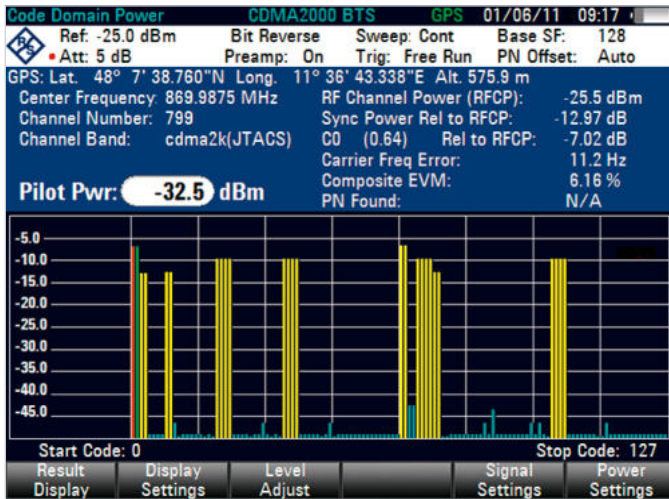 Code Domain Power CDMA2000 BTS GPS 01/06/11 09:17
Ref: -25.0 dBm Bit Reverse Sweep: Cont Base SF: 128
Att: 5 dB Preamp: On Trig: Free Run PN Offset: Auto
GPS: Lat. 48° 7' 38.760"N Long. 11° 36' 43.338"E Alt. 575.9 m
Center Frequency: 869.9875 MHz RF Channel Power (RFCP): -25.5 dBm
Channel Number: 799 Sync Power Rel to RFCP: -12.97 dB
Channel Band: cdma2k(JTACS) C0 (0.64) Rel to RFCP: -7.02 dB
Carrier Freq Error: 11.2 Hz
Pilot Pwr: -32.5 dBm Composite EVM: 6.16 %
PN Found: N/A
-5.0
-10.0
-15.0
-20.0
-25.0
-30.0
-35.0
-40.0
-45.0
Start Code: 0 Stop Code: 127
Result Display Level Signal Power
Display Settings Adjust Settings Settings